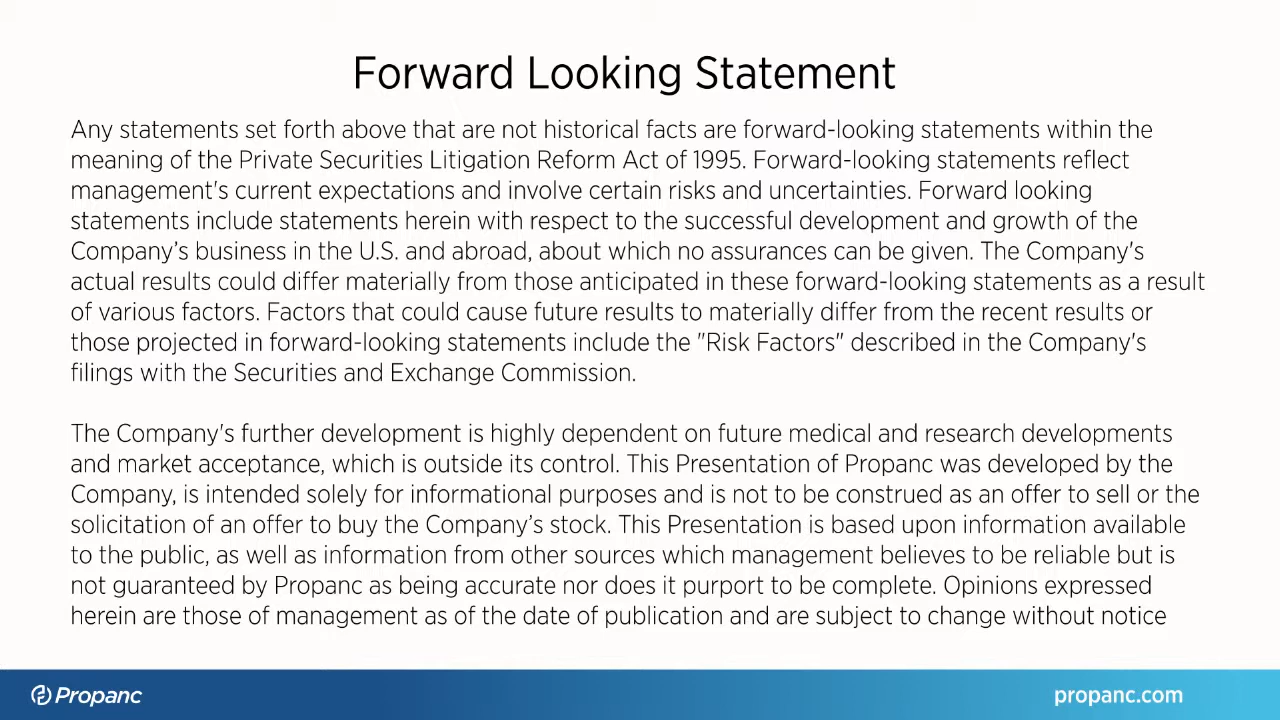 Forward Looking Statement
Any statements set forth above that are not historical facts are forward-looking statements within the
meaning of the Private Securities Litigation Reform Act of 1995. Forward-looking statements reflect
management's current expectations and involve certain risks and uncertainties. Forward looking
statements include statements herein with respect to the successful development and growth of the
Company’s business in the U.S. and abroad, about which no assurances can be given. The Company's
actual results could differ materially from those anticipated in these forward-looking statements as a result
of various factors. Factors that could cause future results to materially differ from the recent results or
those projected in forward-looking statements include the "Risk Factors" described in the Company's
filings with the Securities and Exchange Commission.
The Company's further development is highly dependent on future medical and research developments
and market acceptance, which is outside its control. This Presentation of Propanc was developed by the
Company, is intended solely for informational purposes and is not to be construed as an offer to sell or the
solicitation of an offer to buy the Company’s stock. This Presentation is based upon information available
to the public, as well as information from other sources which management believes to be reliable but is
not guaranteed by Propanc as being accurate nor does it purport to be complete. Opinions expressed
herein are those of management as of the date of publication and are subject to change without notice
Propanc
propanc.com